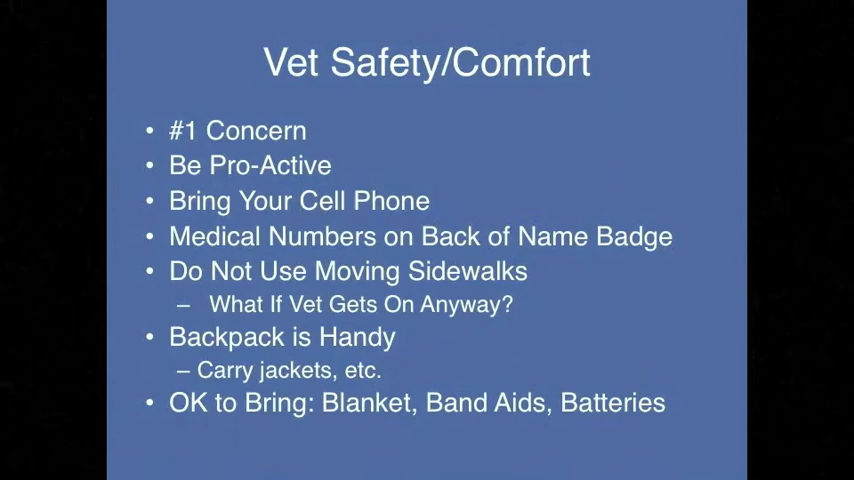 Vet Safety/Comfort
• #1 Concern
• Be Pro-Active
• Bring Your Cell Phone
• Medical Numbers on Back of Name Badge
• Do Not Use Moving Sidewalks
– What If Vet Gets On Anyway?
• Backpack is Handy
– Carry jackets, etc.
• OK to Bring: Blanket, Band Aids, Batteries